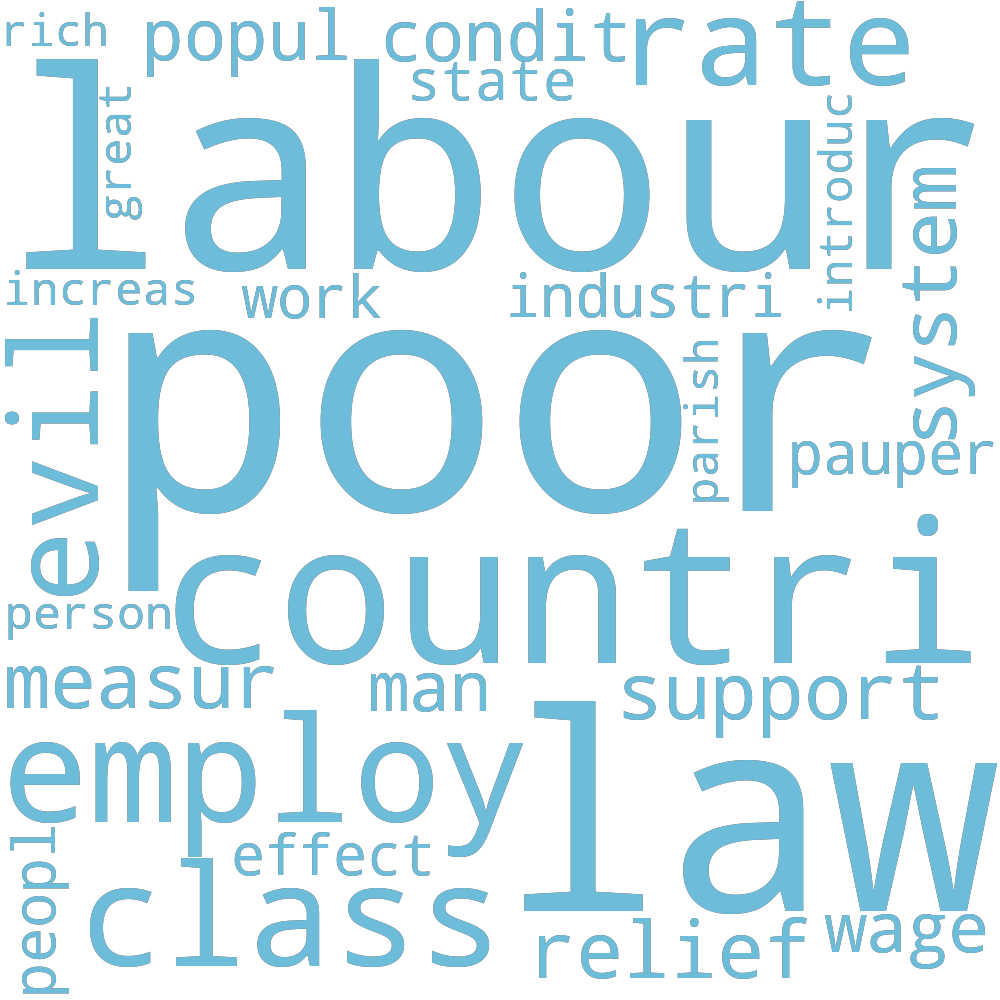 rich
popul
condit
rate
state
great
labour
introduc
system
increas
work
industri
evil
poor
parish
pauper
countri
person
measur
man
support
employ
law
peopl
effect
class
relief
wage